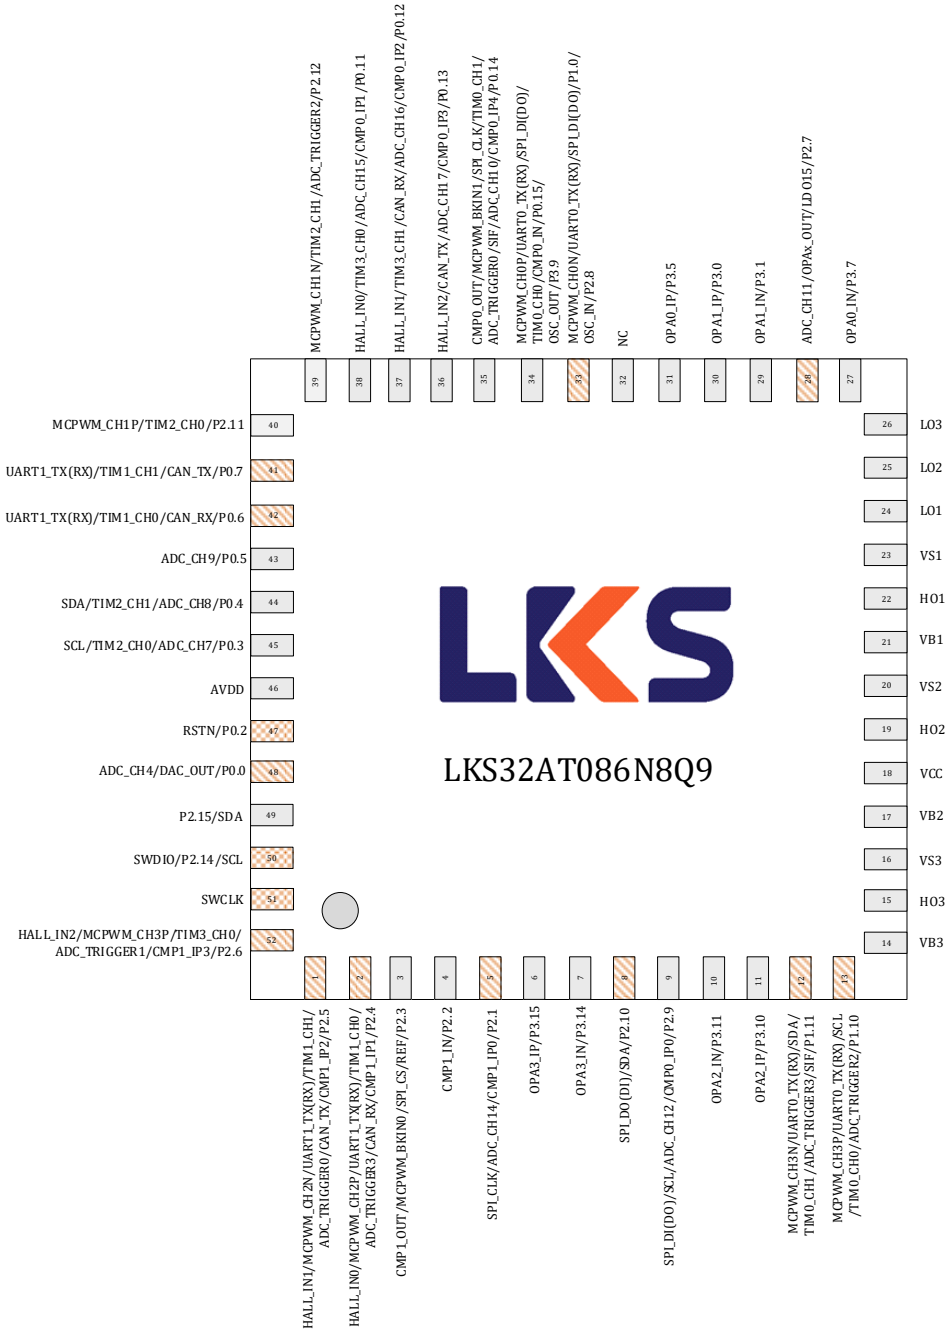 MCPWM_CH1N/TIM2_CH1/ADC_TRIGGER2/P2.12
HALL_IN0/TIM3_CH0/ADC_CH15/CMP0_IP1/P0.11
HALL_IN1/TIM3_CH1/CAN_RX/ADC_CH16/CMP0_IP2/P0.12
HALL_IN2/CAN_TX/ADC_CH17/CMP0_IP3/P0.13
CMP0_OUT/MCPWM_BKIN1/SPI_CLK/TIM0_CH1/
ADC_TRIGGER0/SIF/ADC_CH10/CMP0_IP4/P0.14
MCPWM_CH0P/UART0_TX(RX)/SPI_DI(DO)/
TIM0_CH0/CMP0_IN/P0.15/
OSC_OUT/P3.9
MCPWM_CH0N/UART0_TX(RX)/SPI_DI(DO)/P1.0/
OSC_IN/P2.8
NC
OPA0_IP/P3.5
OPA1_IP/P3.0
OPA1_IN/P3.1
ADC_CH11/OPAx_OUT/LDO15/P2.7
OPA0_IN/P3.7
39
38
37
36
35
34
33
32
31
30
29
28
27
MCPWM_CH1P/TIM2_CH0/P2.11
40
UART1_TX(RX)/TIM1_CH1/CAN_TX/P0.7
41
UART1_TX(RX)/TIM1_CH0/CAN_RX/P0.6
42
ADC_CH9/P0.5
43
SDA/TIM2_CH1/ADC_CH8/P0.4
44
SCL/TIM2_CH0/ADC_CH7/P0.3
45
AVDD
46
RSTN/P0.2
47
ADC_CH4/DAC_OUT/P0.0
48
P2.15/SDA
49
SWDIO/P2.14/SCL
50
SWCLK
51
HALL_IN2/MCPWM_CH3P/TIM3_CH0/
ADC_TRIGGER1/CMP1_IP3/P2.6
52
LKS
LKS32AT086N8Q9
26 LO3
25 LO2
24 LO1
23 VS1
22 HO1
21 VB1
20 VS2
19 HO2
18 VCC
17 VB2
16 VS3
15 HO3
14 VB3
1
2
3
4
5
6
7
8
9
10
11
12
13
HALL_IN1/MCPWM_CH2N/UART1_TX(RX)/TIM1_CH1/
ADC_TRIGGER0/CAN_TX/CMP1_IP2/P2.5
HALL_IN0/MCPWM_CH2P/UART1_TX(RX)/TIM1_CH0/
ADC_TRIGGER3/CAN_RX/CMP1_IP1/P2.4
CMP1_OUT/MCPWM_BKIN0/SPI_CS/REF/P2.3
CMP1_IN/P2.2
SPI_CLK/ADC_CH14/CMP1_IP0/P2.1
OPA3_IP/P3.15
OPA3_IN/P3.14
SPI_DO(DI)/SDA/P2.10
SPI_DI(DO)/SCL/ADC_CH12/CMP0_IP0/P2.9
OPA2_IN/P3.11
OPA2_IP/P3.10
MCPWM_CH3N/UART0_TX(RX)/SDA/
TIM0_CH1/ADC_TRIGGER3/SIF/P1.11
MCPWM_CH3P/UART0_TX(RX)/SCL
/TIM0_CH0/ADC_TRIGGER2/P1.10